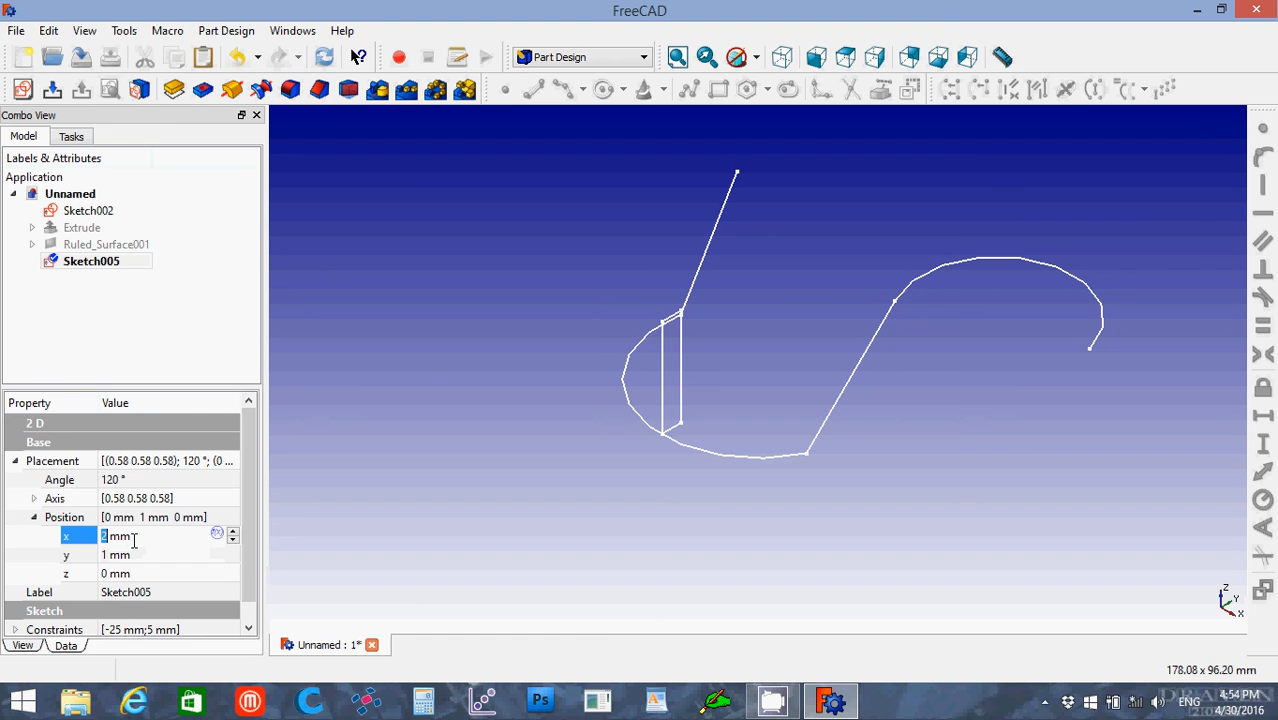 FreeCAD
File Edit View Tools Macro Part Design Windows Help
Part Design
Combo View
Model Tasks
Labels & Attributes
Application
Unnamed
Sketch002
Extrude
Ruled_Surface001
Sketch005
Property Value
2 D
Base
Placement [(0.58 0.58 0.58); 120 °; (0 ...
Angle 120 °
Axis [0.58 0.58 0.58]
Position [0 mm 1 mm 0 mm]
x 2 mm
y 1 mm
z 0 mm
Label Sketch005
Sketch
Constraints [-25 mm;5 mm]
View Data
Unnamed : 1*
Z
Y
X
178.08 x 96.20 mm
Ps
ENG
4:54 PM
4/30/2016